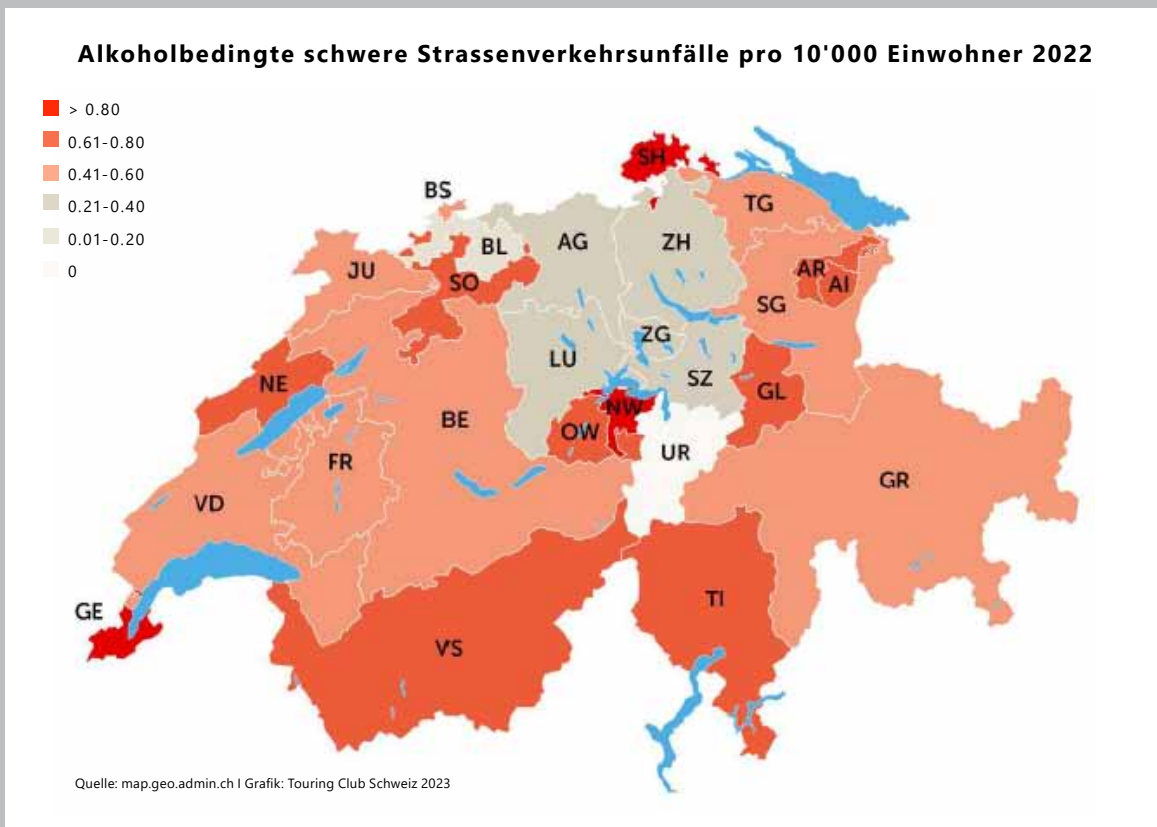 Alkoholbedingte schwere Strassenverkehrsunfälle pro 10'000 Einwohner 2022
> 0.80
0.61-0.80
0.41-0.60
0.21-0.40
0.01-0.20
0
SH
BS
TG
BL
AG
ZH
JU
SO
AR
AI
SG
ZG
LU
SZ
NE
GL
NW
BE
OW
UR
FR
GR
VD
TI
GE
VS
Quelle: map.geo.admin.ch I Grafik: Touring Club Schweiz 2023